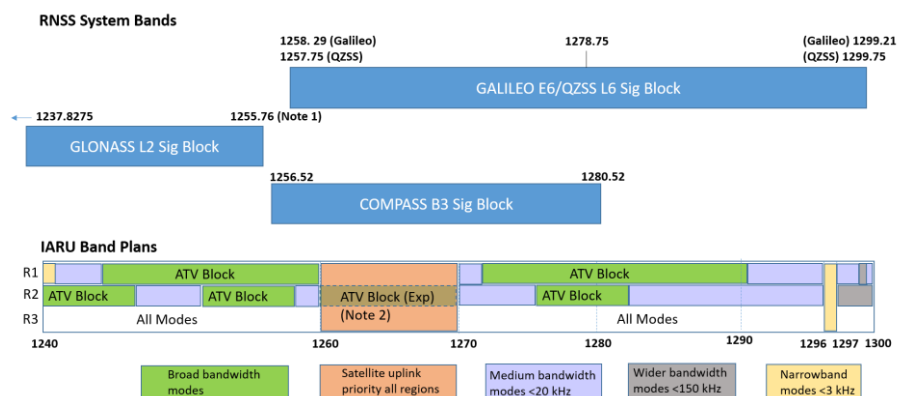 RNSS System Bands
1258. 29 (Galileo)
1257.75 (QZSS)
1278.75
(Galileo) 1299.21
(QZSS) 1299.75
GALILEO E6/QZSS L6 Sig Block
1237.8275
1255.76 (Note 1)
GLONASS L2 Sig Block
1256.52
1280.52
COMPASS B3 Sig Block
IARU Band Plans
R1
ATV Block
ATV Block
R2
ATV Block
ATV Block
ATV Block (Exp)
(Note 2)
ATV Block
R3
All Modes
All Modes
1240
1260
1270
1280
1290
1296
1297
1300
Broad bandwidth
modes
Satellite uplink
priority all regions
Medium bandwidth
modes <20 kHz
Wider bandwidth
modes <150 kHz
Narrowband
modes <3 kHz